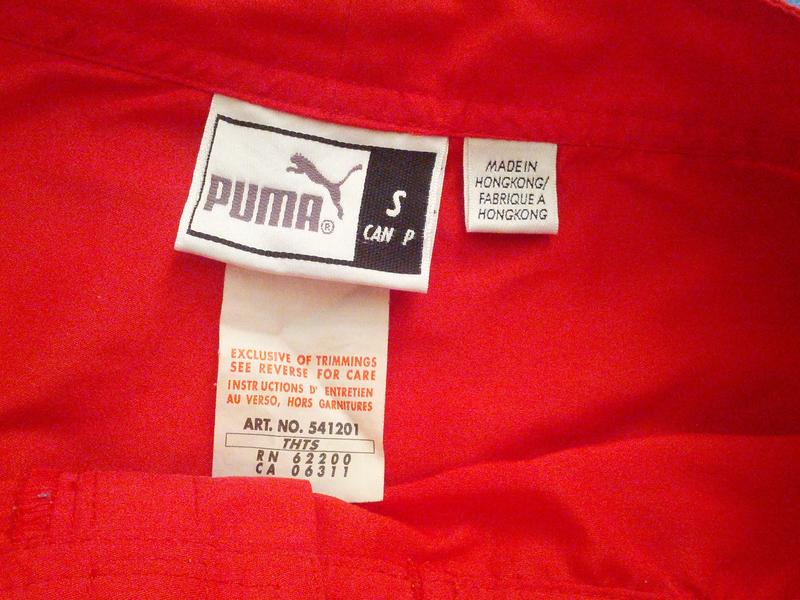 PUMA®
S
CAN P
MADE IN
HONGKONG/
FABRIQUE A
HONGKONG
EXCLUSIVE OF TRIMMINGS
SEE REVERSE FOR CARE
INSTRUCTIONS D' ENTRETIEN
AU VERSO, HORS GARNITURES
ART. NO. 541201
THTS
RN 62200
CA 06311